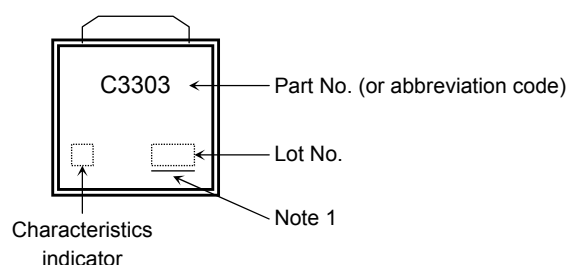 C3303
Part No. (or abbreviation code)
Lot No.
Note 1
Characteristics
indicator